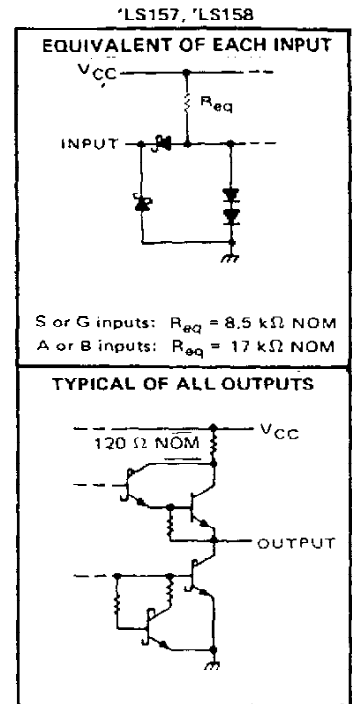 'LS157, 'LS158
EQUIVALENT OF EACH INPUT
VCC
Req
INPUT
S or G inputs: Req = 8.5 kΩ NOM
A or B inputs: Req = 17 kΩ NOM
TYPICAL OF ALL OUTPUTS
VCC
120 Ω NOM
OUTPUT